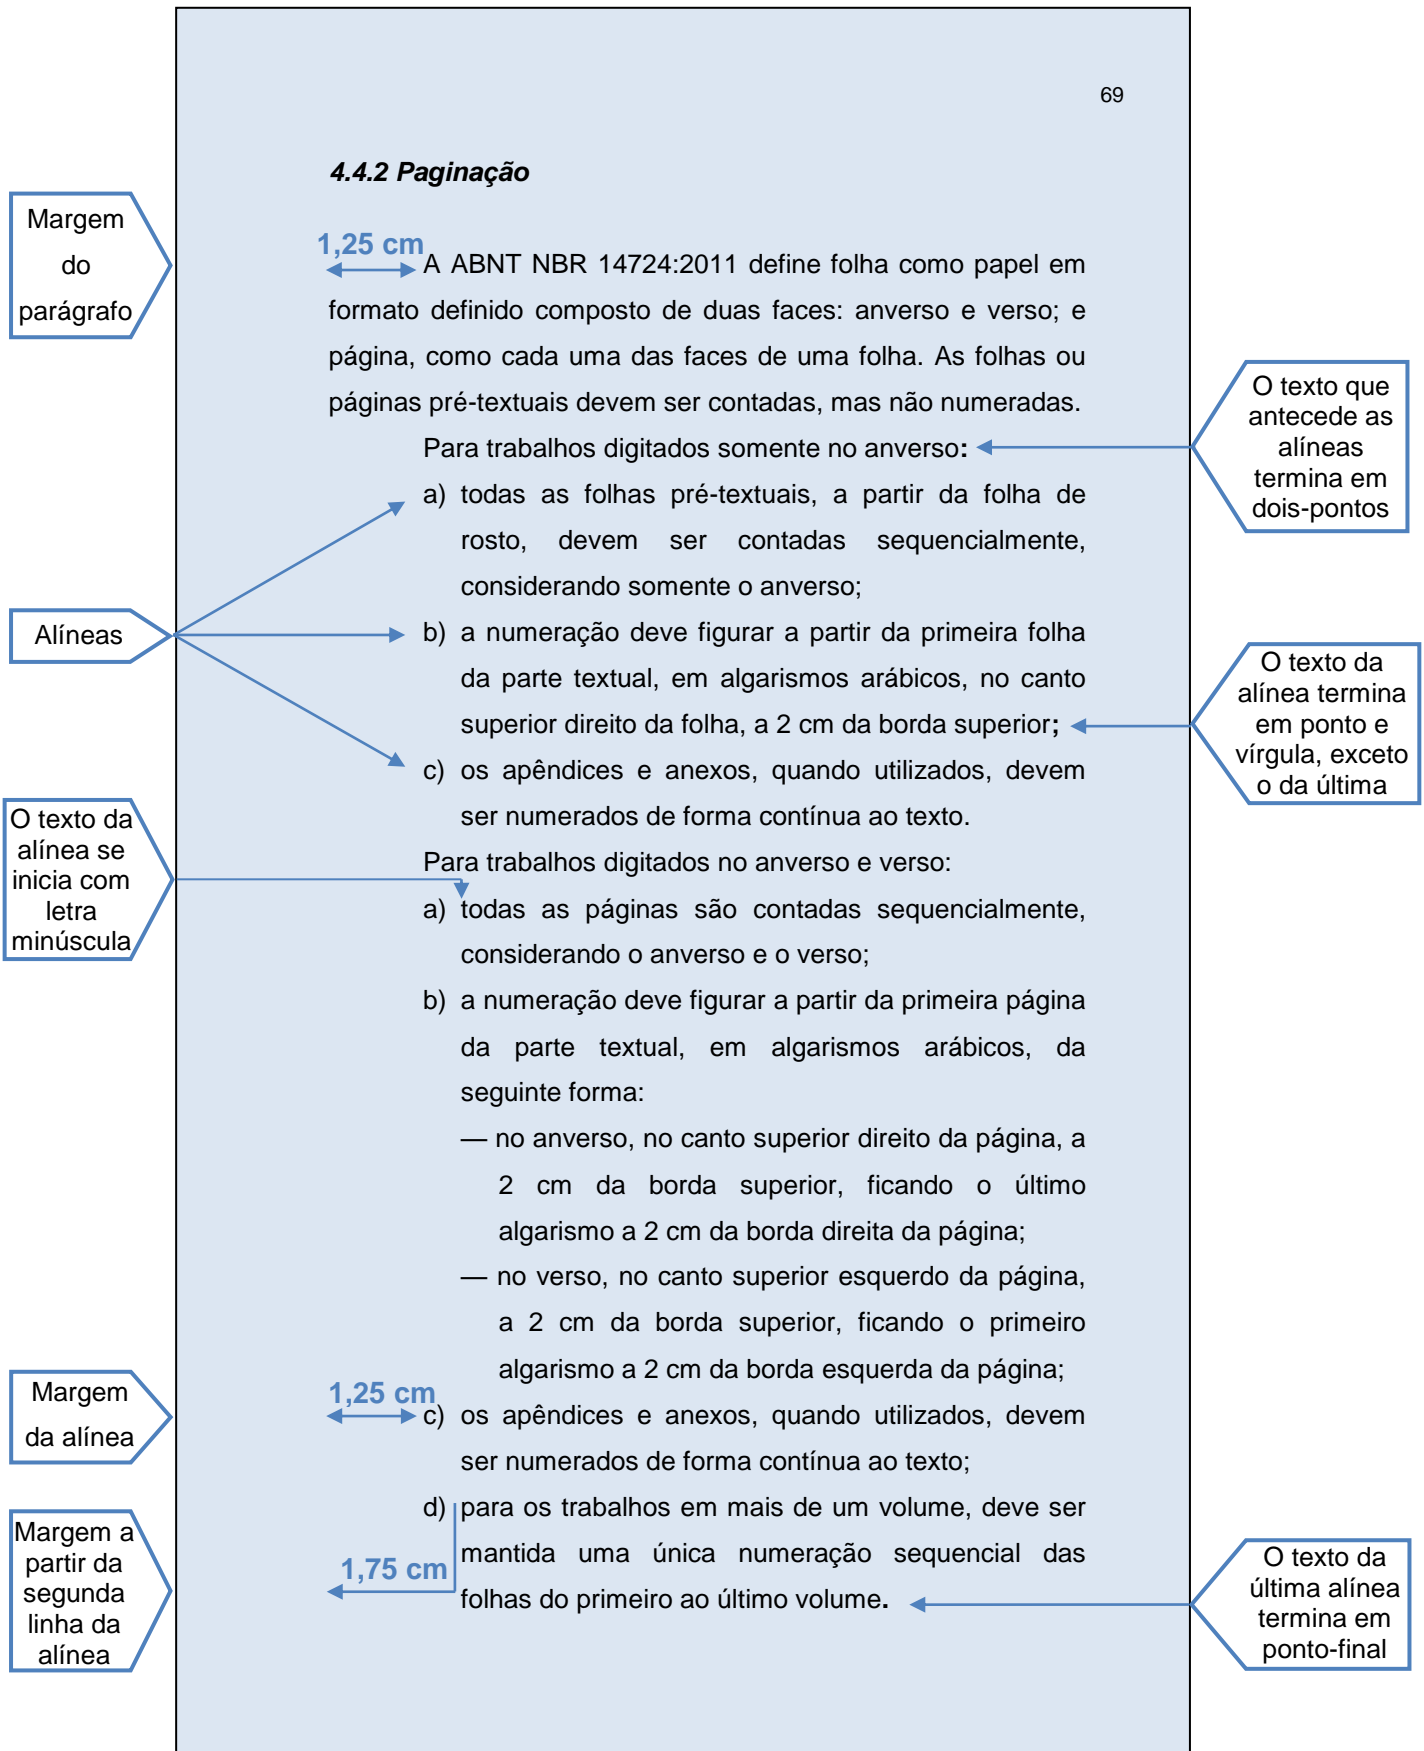 69
4.4.2 Paginação
Margem
do
parágrafo
1,25 cm
A ABNT NBR 14724:2011 define folha como papel em
formato definido composto de duas faces: anverso e verso; e
página, como cada uma das faces de uma folha. As folhas ou
páginas pré-textuais devem ser contadas, mas não numeradas.
O texto que
antecede as
alíneas
termina em
dois-pontos
Para trabalhos digitados somente no anverso:
a) todas as folhas pré-textuais, a partir da folha de
rosto, devem ser contadas sequencialmente,
considerando somente o anverso;
Alíneas
b) a numeração deve figurar a partir da primeira folha
da parte textual, em algarismos arábicos, no canto
superior direito da folha, a 2 cm da borda superior;
O texto da
alínea termina
em ponto e
vírgula, exceto
o da última
c) os apêndices e anexos, quando utilizados, devem
ser numerados de forma contínua ao texto.
O texto da
alínea se
inicia com
letra
minúscula
Para trabalhos digitados no anverso e verso:
a) todas as páginas são contadas sequencialmente,
considerando o anverso e o verso;
b) a numeração deve figurar a partir da primeira página
da parte textual, em algarismos arábicos, da
seguinte forma:
— no anverso, no canto superior direito da página, a
2 cm da borda superior, ficando o último
algarismo a 2 cm da borda direita da página;
— no verso, no canto superior esquerdo da página,
a 2 cm da borda superior, ficando o primeiro
algarismo a 2 cm da borda esquerda da página;
Margem
da alínea
1,25 cm
c) os apêndices e anexos, quando utilizados, devem
ser numerados de forma contínua ao texto;
Margem a
partir da
segunda
linha da
alínea
1,75 cm
d) para os trabalhos em mais de um volume, deve ser
mantida uma única numeração sequencial das
folhas do primeiro ao último volume.
O texto da
última alínea
termina em
ponto-final